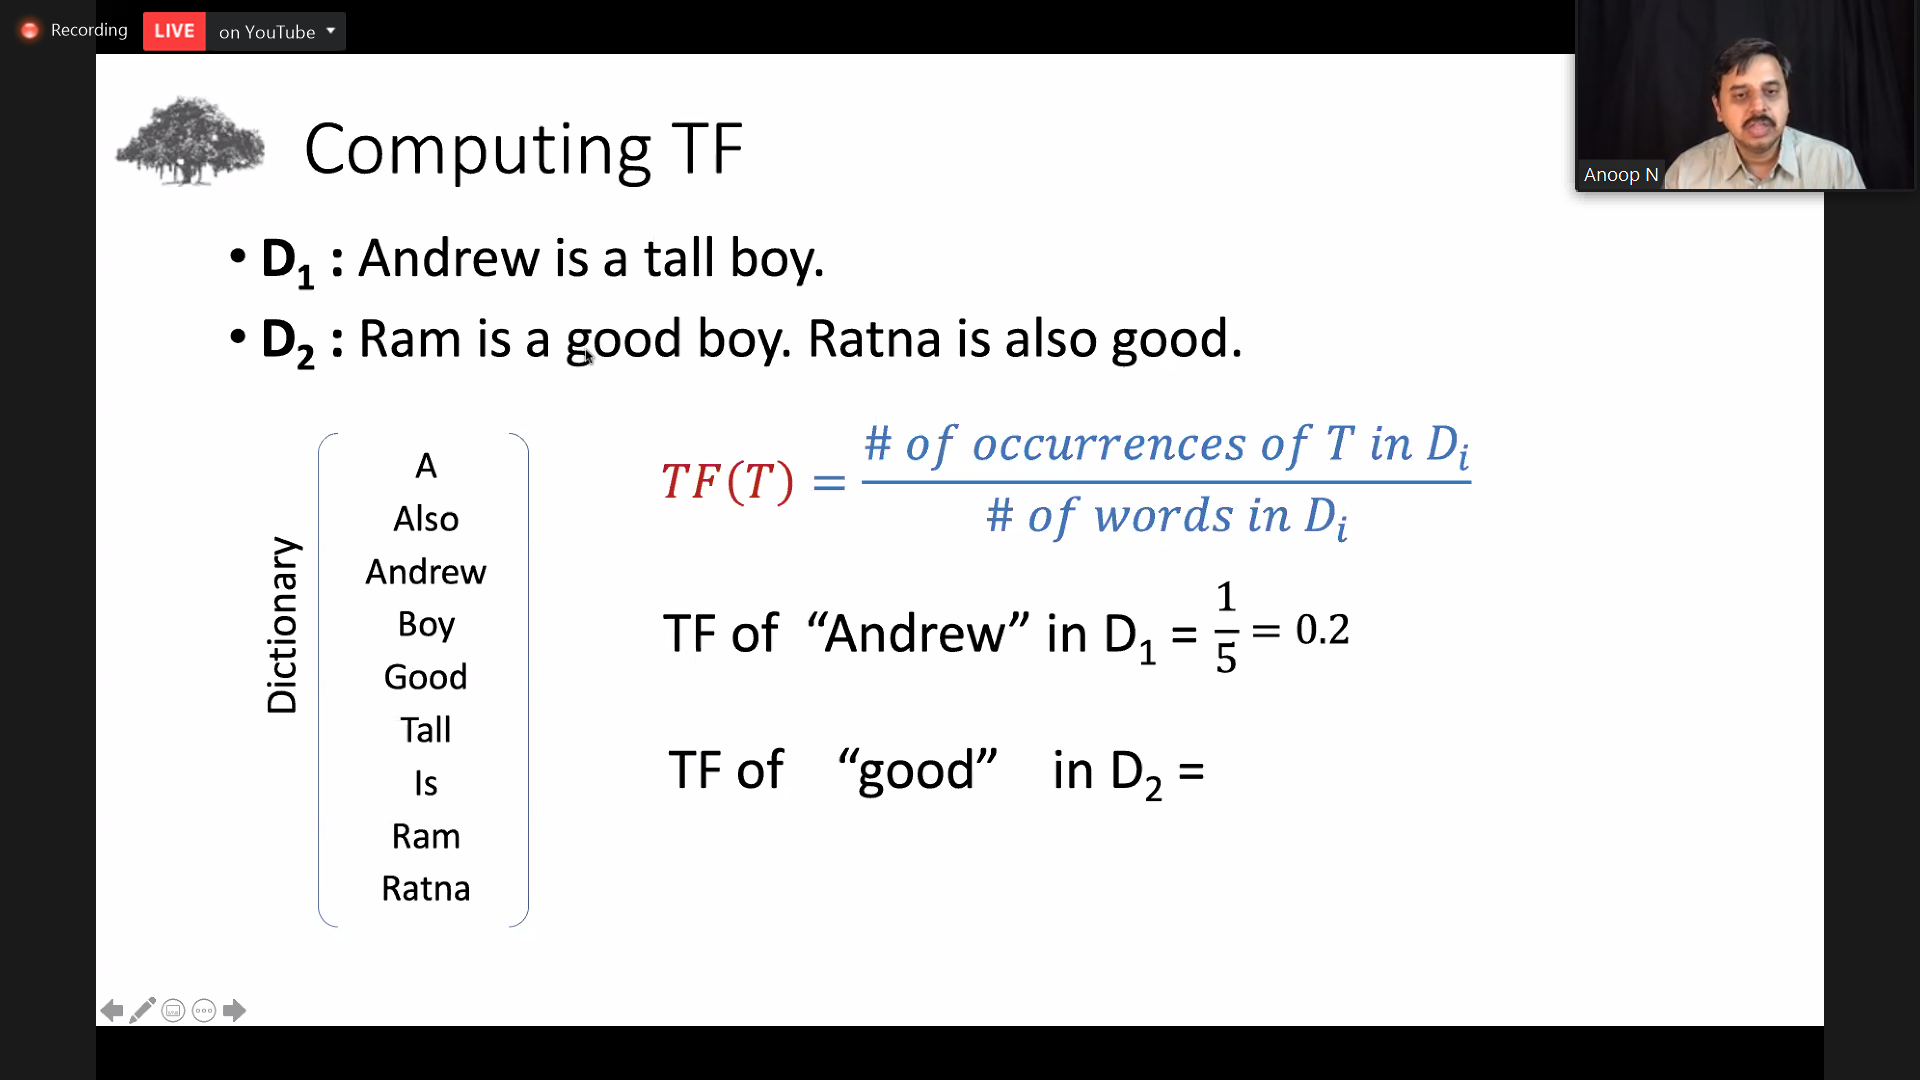 Recording
LIVE on YouTube
Anoop N
Computing TF
• D₁ : Andrew is a tall boy.
• D₂ : Ram is a good boy. Ratna is also good.
Dictionary
A
Also
Andrew
Boy
Good
Tall
Is
Ram
Ratna
TF(T) = # of occurrences of T in Dᵢ / # of words in Dᵢ
TF of “Andrew” in D₁ = 1/5 = 0.2
TF of “good” in D₂ =